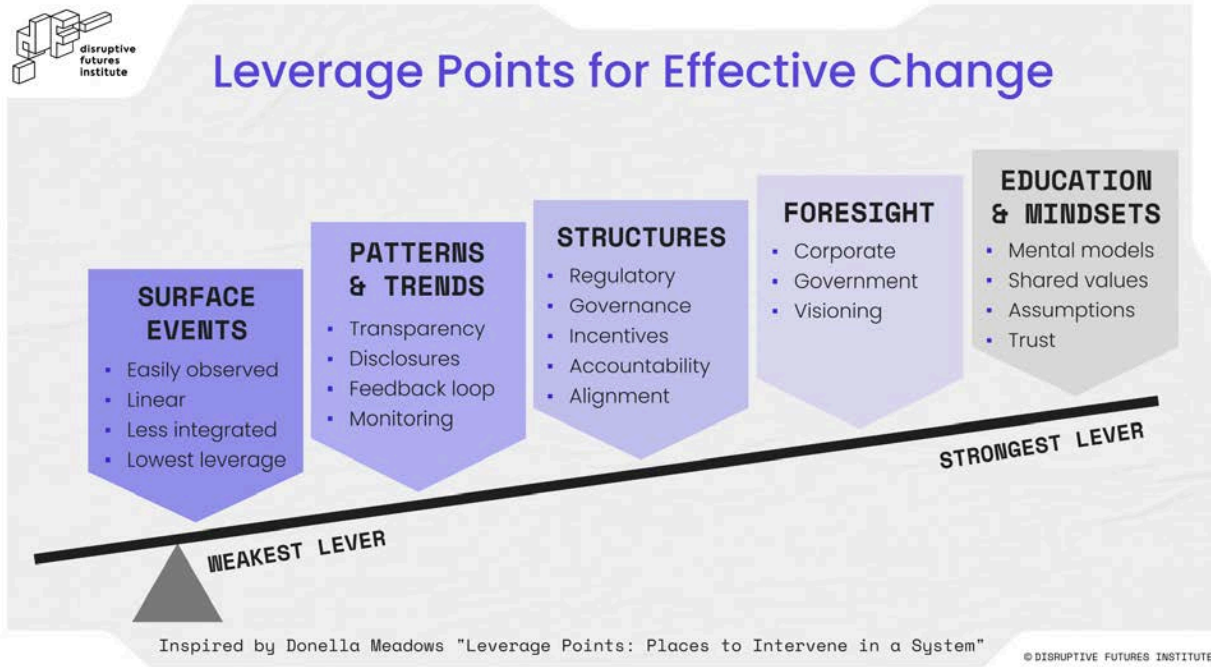 disruptive
futures
institute
Leverage Points for Effective Change
SURFACE
EVENTS
▪ Easily observed
▪ Linear
▪ Less integrated
▪ Lowest leverage
PATTERNS
& TRENDS
▪ Transparency
▪ Disclosures
▪ Feedback loop
▪ Monitoring
STRUCTURES
▪ Regulatory
▪ Governance
▪ Incentives
▪ Accountability
▪ Alignment
FORESIGHT
▪ Corporate
▪ Government
▪ Visioning
EDUCATION
& MINDSETS
▪ Mental models
▪ Shared values
▪ Assumptions
▪ Trust
WEAKEST LEVER
STRONGEST LEVER
Inspired by Donella Meadows "Leverage Points: Places to Intervene in a System"
© DISRUPTIVE FUTURES INSTITUTE